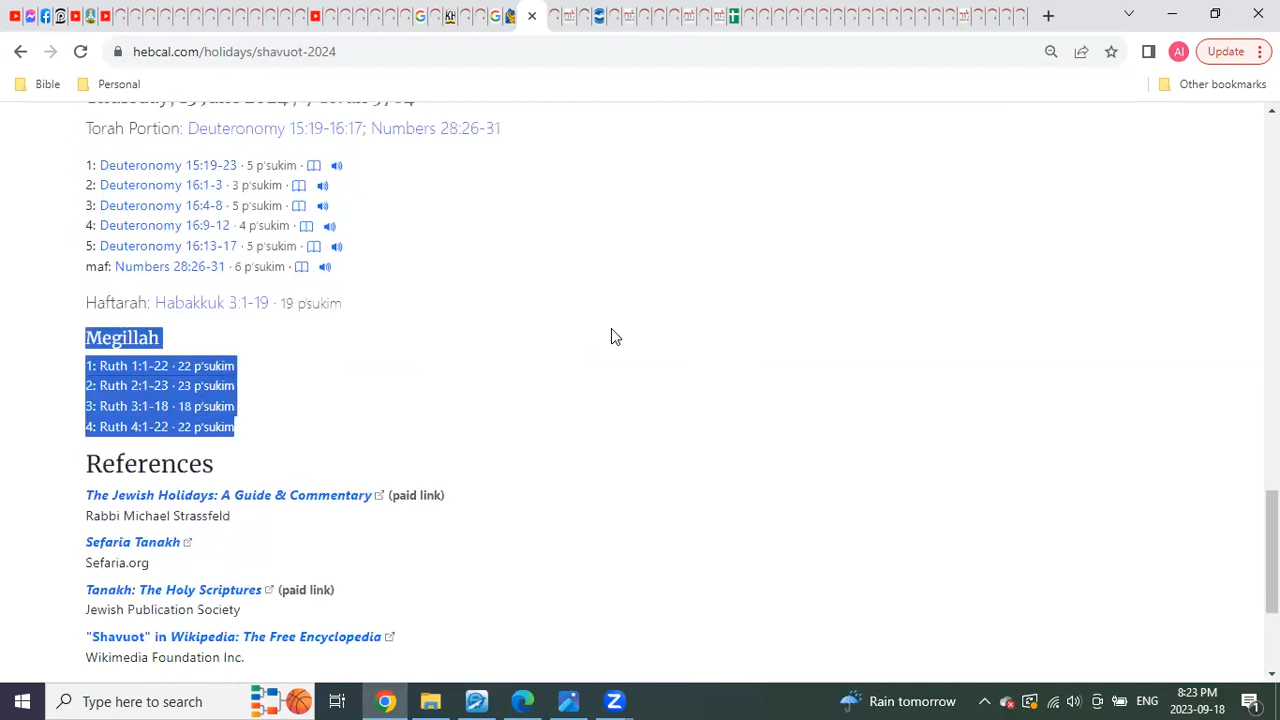 hebcal.com/holidays/shavuot-2024
Update
Bible
Personal
Other bookmarks
Torah Portion: Deuteronomy 15:19-16:17; Numbers 28:26-31
1: Deuteronomy 15:19-23 · 5 p'sukim ·
2: Deuteronomy 16:1-3 · 3 p'sukim ·
3: Deuteronomy 16:4-8 · 5 p'sukim ·
4: Deuteronomy 16:9-12 · 4 p'sukim ·
5: Deuteronomy 16:13-17 · 5 p'sukim ·
maf: Numbers 28:26-31 · 6 p'sukim ·
Haftarah: Habakkuk 3:1-19 · 19 p'sukim
Megillah
1: Ruth 1:1-22 · 22 p'sukim
2: Ruth 2:1-23 · 23 p'sukim
3: Ruth 3:1-18 · 18 p'sukim
4: Ruth 4:1-22 · 22 p'sukim
References
The Jewish Holidays: A Guide & Commentary (paid link)
Rabbi Michael Strassfeld
Sefaria Tanakh
Sefaria.org
Tanakh: The Holy Scriptures (paid link)
Jewish Publication Society
"Shavuot" in Wikipedia: The Free Encyclopedia
Wikimedia Foundation Inc.
Type here to search
Rain tomorrow
ENG
8:23 PM
2023-09-18